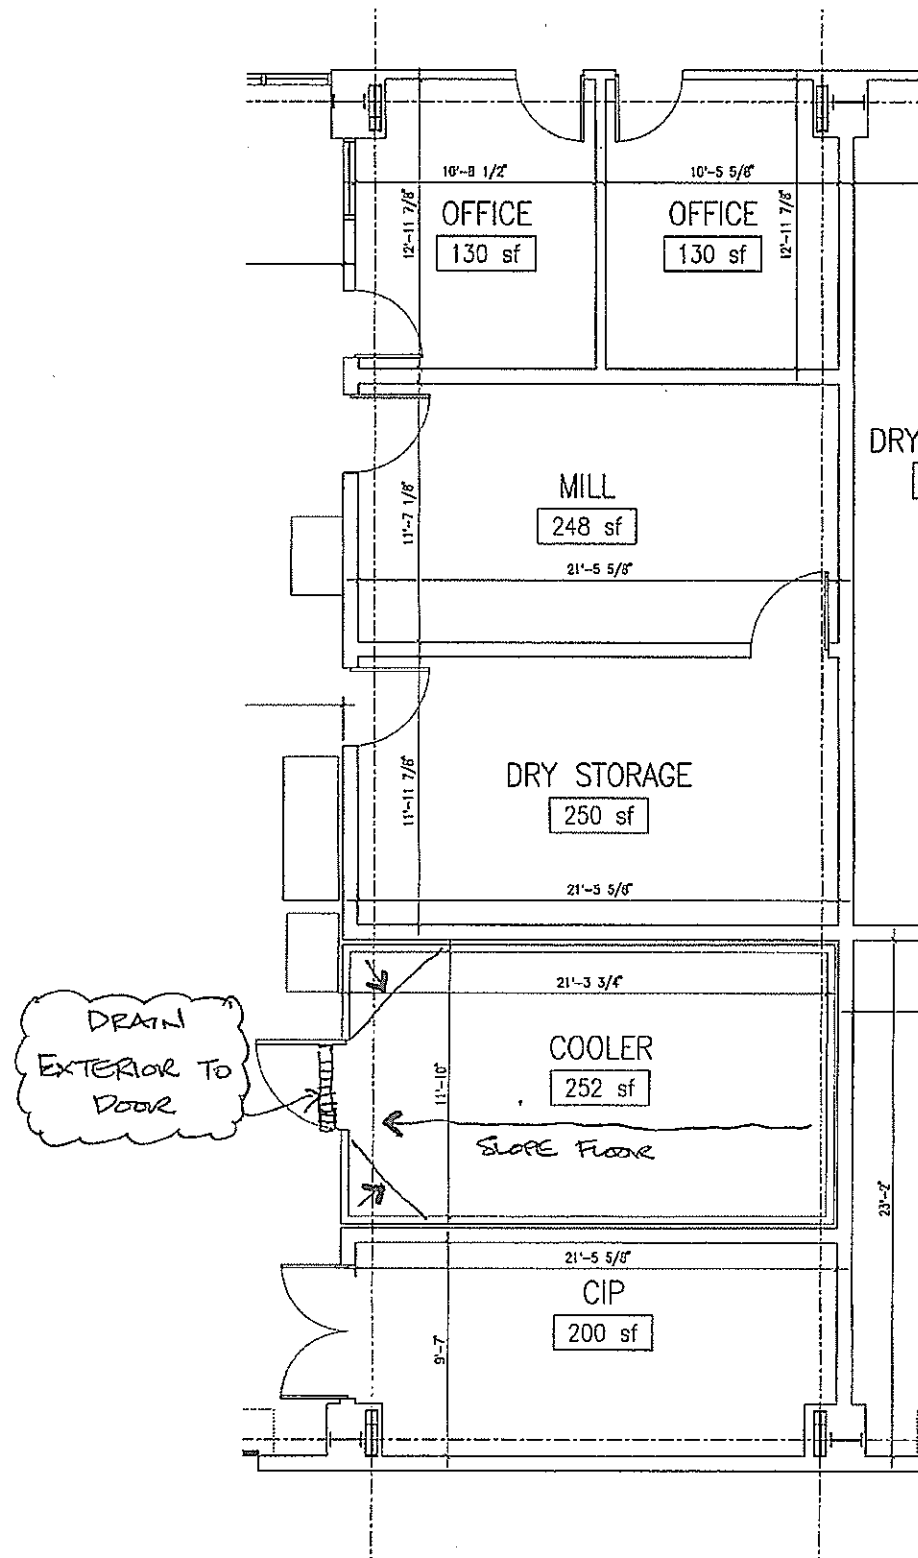 10'-8 1/2"
10'-5 5/8"
OFFICE
130 sf
OFFICE
130 sf
12'-11 7/8"
12'-11 7/8"
DRY
MILL
248 sf
11'-7 1/8"
21'-5 5/8"
DRY STORAGE
250 sf
11'-11 7/8"
21'-5 5/8"
21'-3 3/4"
DRAIN
EXTERIOR TO
DOOR
COOLER
252 sf
11'-10"
SLOPE FLOOR
23'-2"
21'-5 5/8"
CIP
200 sf
9'-7"